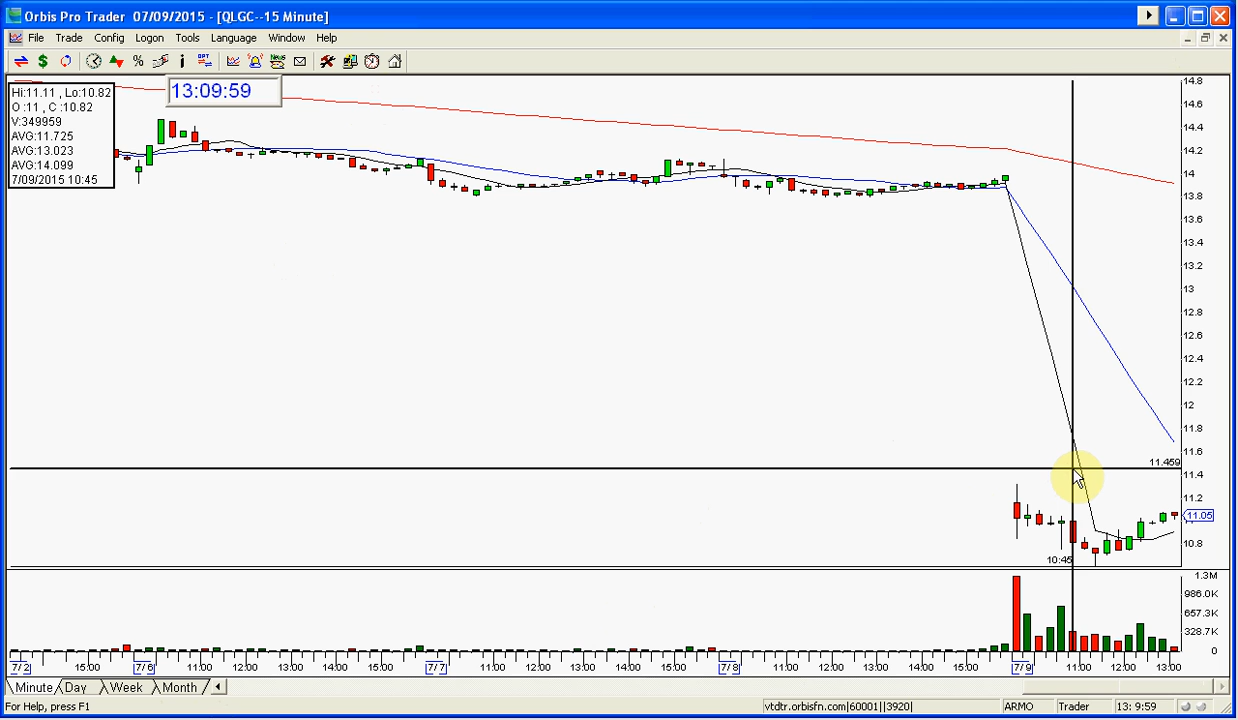 Orbis Pro Trader 07/09/2015 - [QLGC--15 Minute]
File Trade Config Logon Tools Language Window Help
13:09:59
Hi:11.11 , Lo:10.82
O :11 , C :10.82
V:349959
AVG:11.725
AVG:13.023
AVG:14.099
7/09/2015 10:45
14.8
14.6
14.4
14.2
14
13.8
13.6
13.4
13.2
13
12.8
12.6
12.4
12.2
12
11.8
11.6
11.459
11.4
11.2
11.05
10.8
10:45
1.3M
986.0K
657.3K
328.7K
0
7/ 2 15:00 7/ 6 11:00 12:00 13:00 14:00 15:00 7/7 11:00 12:00 13:00 14:00 15:00 7/ 8 11:00 12:00 13:00 14:00 15:00 7/ 9 11:00 12:00 13:00
Minute Day Week Month
For Help, press F1 vtdtr.orbisfn.com|60001||3920| ARMO Trader 13: 9:59